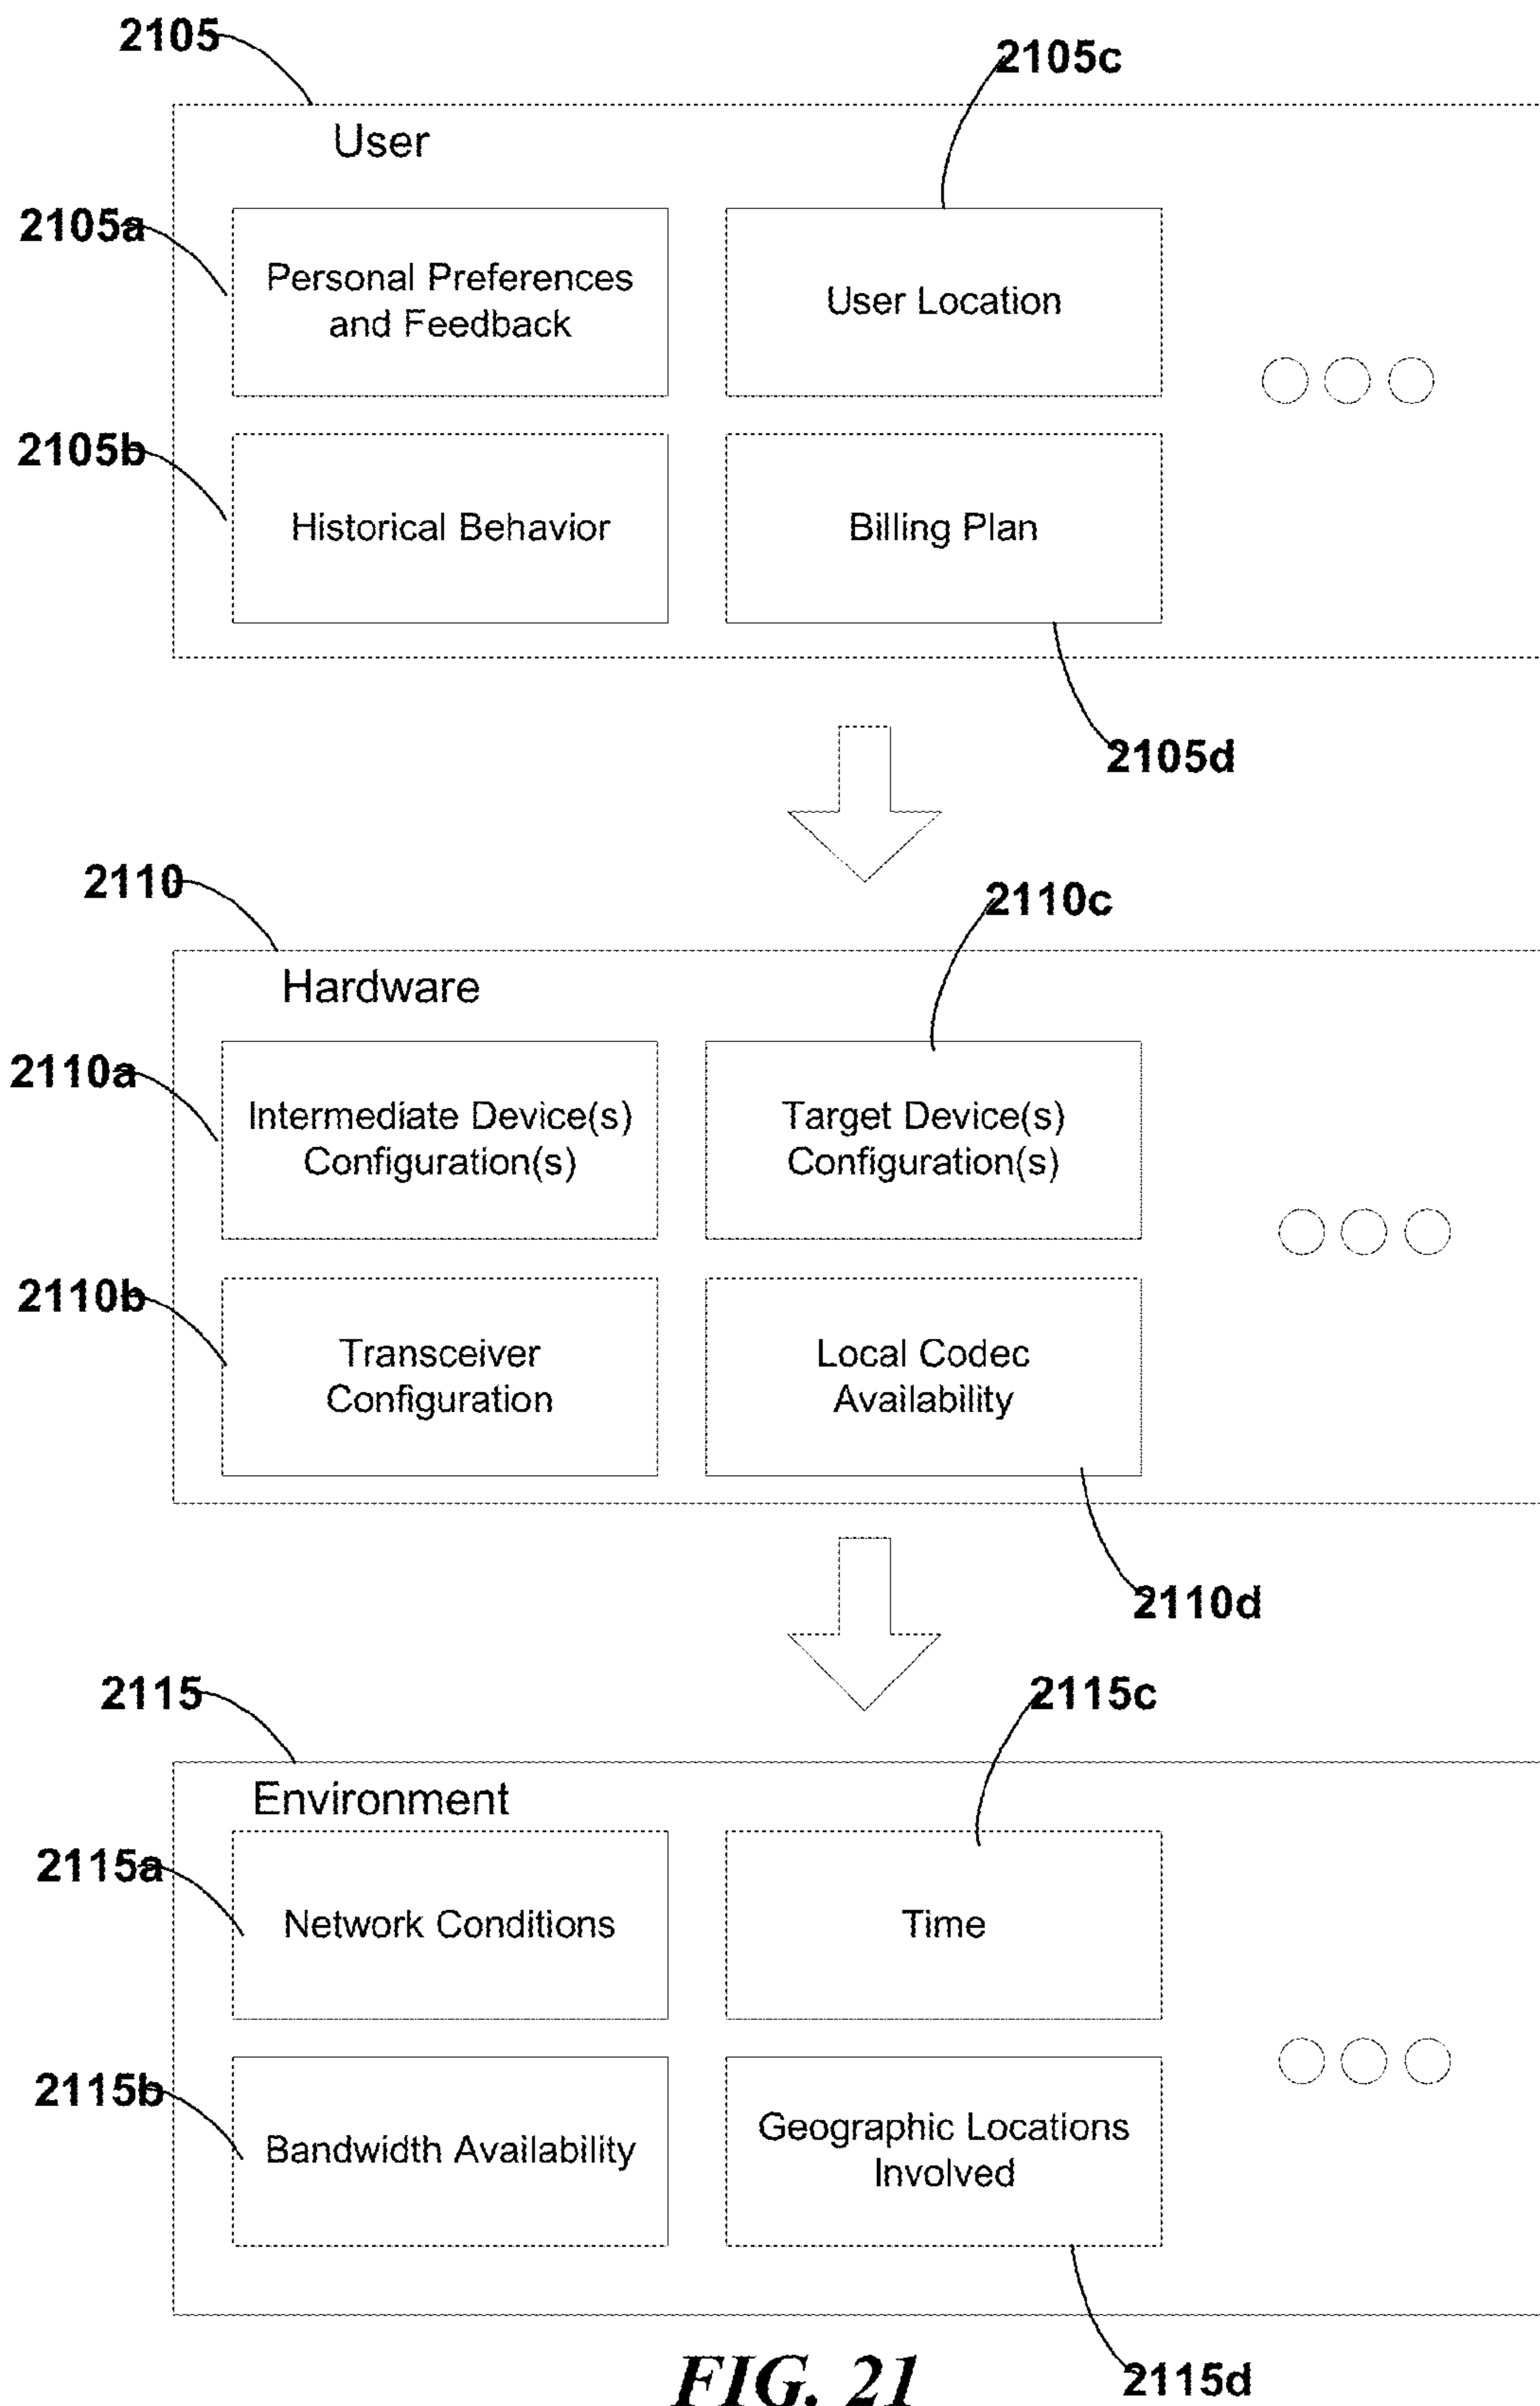 2105
2105c
User
2105a
Personal Preferences
and Feedback
User Location
2105b
Historical Behavior
Billing Plan
2105d
2110
2110c
Hardware
2110a
Intermediate Device(s)
Configuration(s)
Target Device(s)
Configuration(s)
2110b
Transceiver
Configuration
Local Codec
Availability
2110d
2115
2115c
Environment
2115a
Network Conditions
Time
2115b
Bandwidth Availability
Geographic Locations
Involved
2115d
FIG. 21